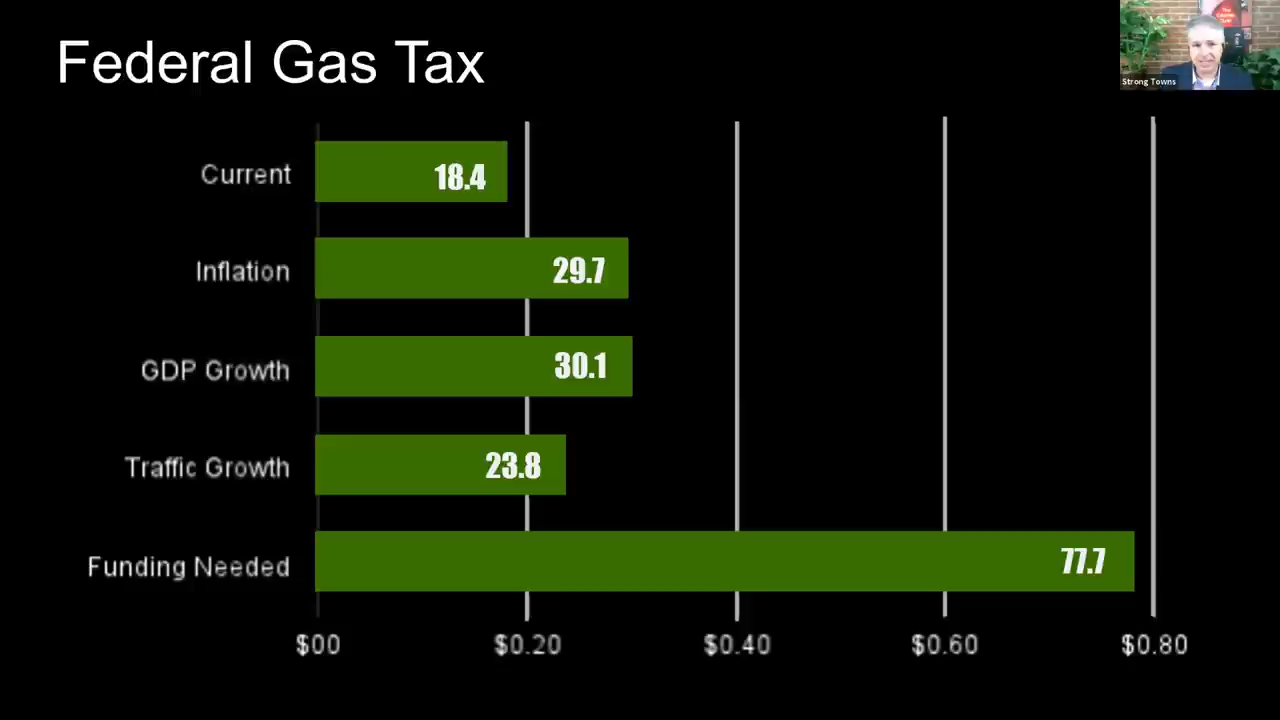 Federal Gas Tax
Strong Towns
Current
18.4
Inflation
29.7
GDP Growth
30.1
Traffic Growth
23.8
Funding Needed
77.7
$00 $0.20 $0.40 $0.60 $0.80